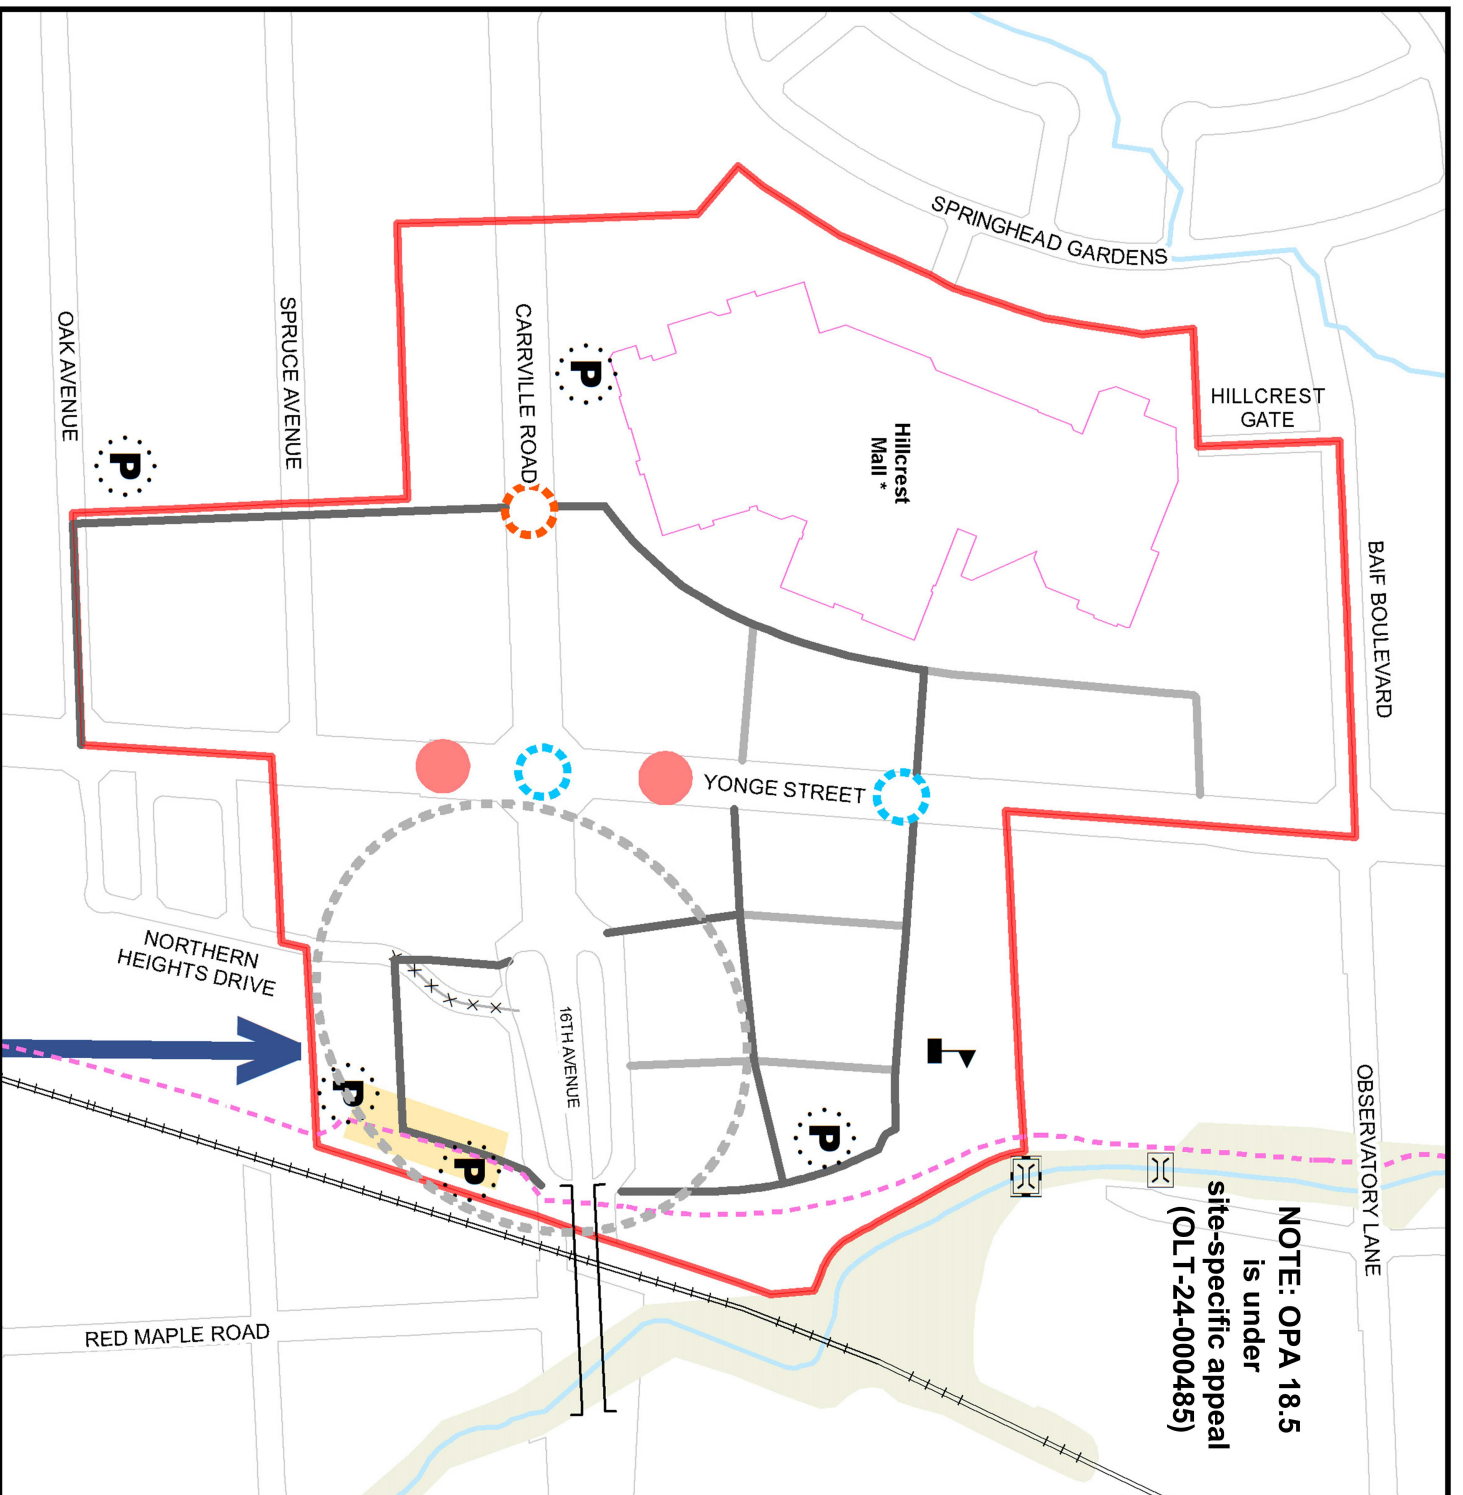 SPRINGHEAD GARDENS
HILLCREST
GATE
OAK AVENUE
SPRUCE AVENUE
CARRVILLE ROAD
P
Hillcrest
Mall *
P
BAIF BOULEVARD
YONGE STREET
NORTHERN
HEIGHTS DRIVE
16TH AVENUE
P
P
P
OBSERVATORY LANE
NOTE: OPA 18.5
is under
site-specific appeal
(OLT-24-000485)
RED MAPLE ROAD